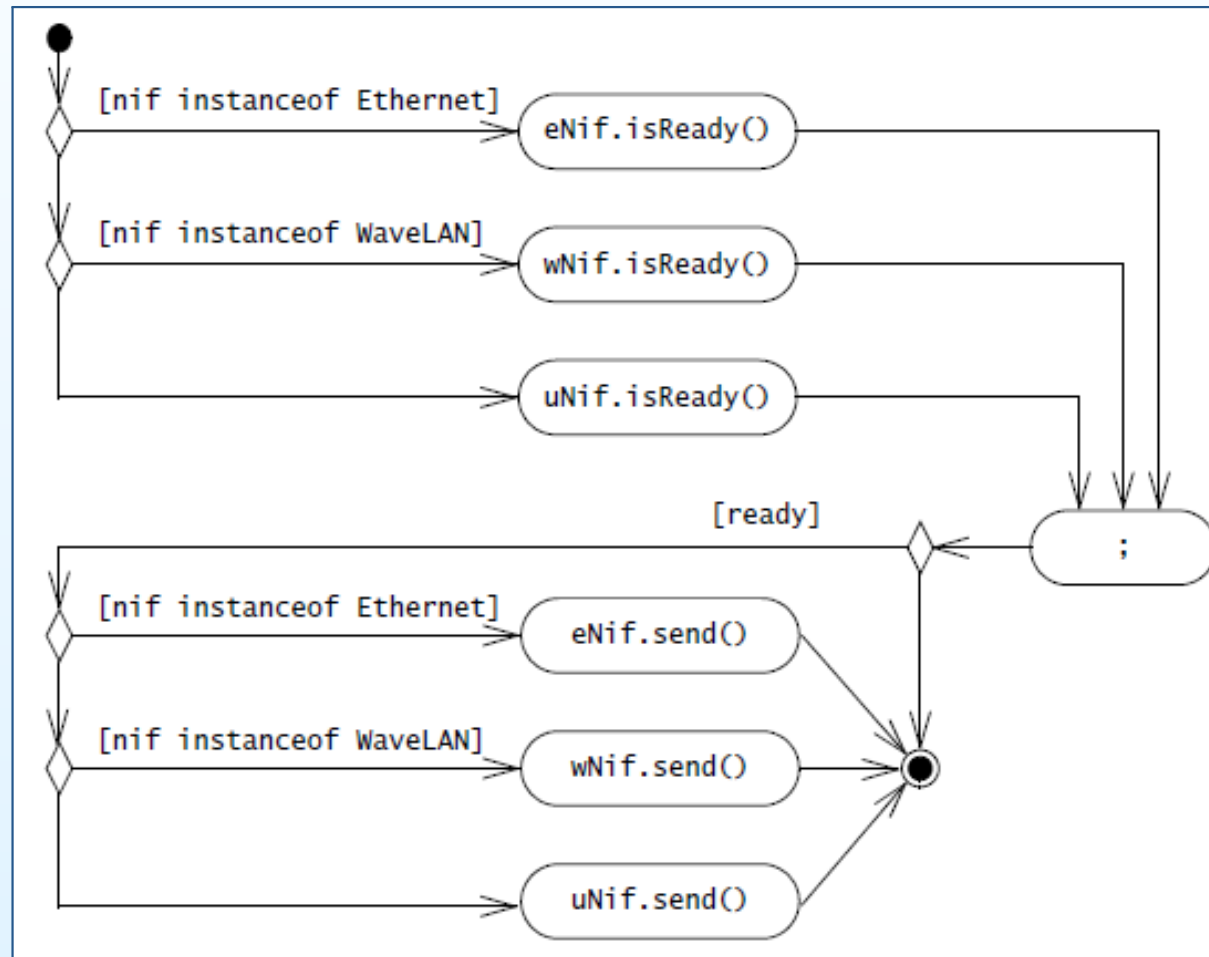 [nif instanceof Ethernet]
eNif.isReady()
[nif instanceof WaveLAN]
wNif.isReady()
uNif.isReady()
[ready]
;
[nif instanceof Ethernet]
eNif.send()
[nif instanceof WaveLAN]
wNif.send()
uNif.send()